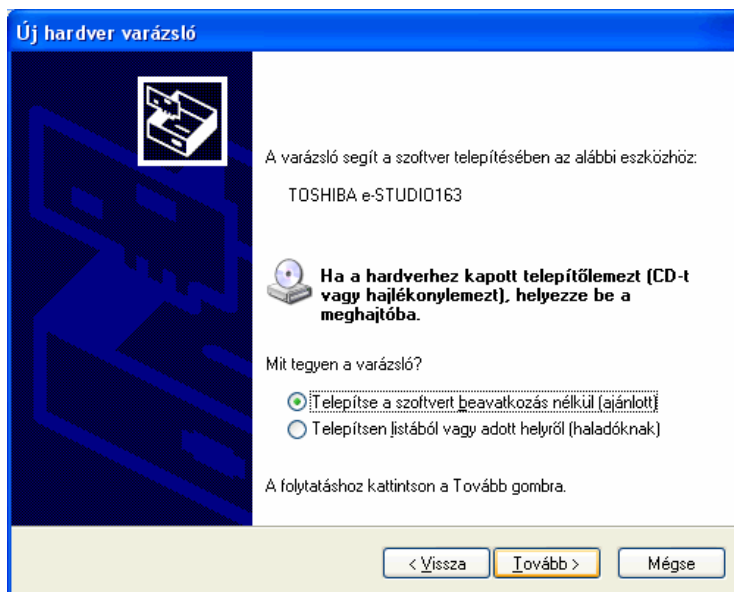 Új hardver varázsló
A varázsló segít a szoftver telepítésében az alábbi eszközhöz:
TOSHIBA e-STUDIO163
Ha a hardverhez kapott telepítőlemezt (CD-t
vagy hajlékonylemezt), helyezze be a
meghajtóba.
Mit tegyen a varázsló?
Telepítse a szoftvert beavatkozás nélkül (ajánlott)
Telepítsen listából vagy adott helyről (haladóknak)
A folytatáshoz kattintson a Tovább gombra.
< Vissza
Tovább >
Mégse